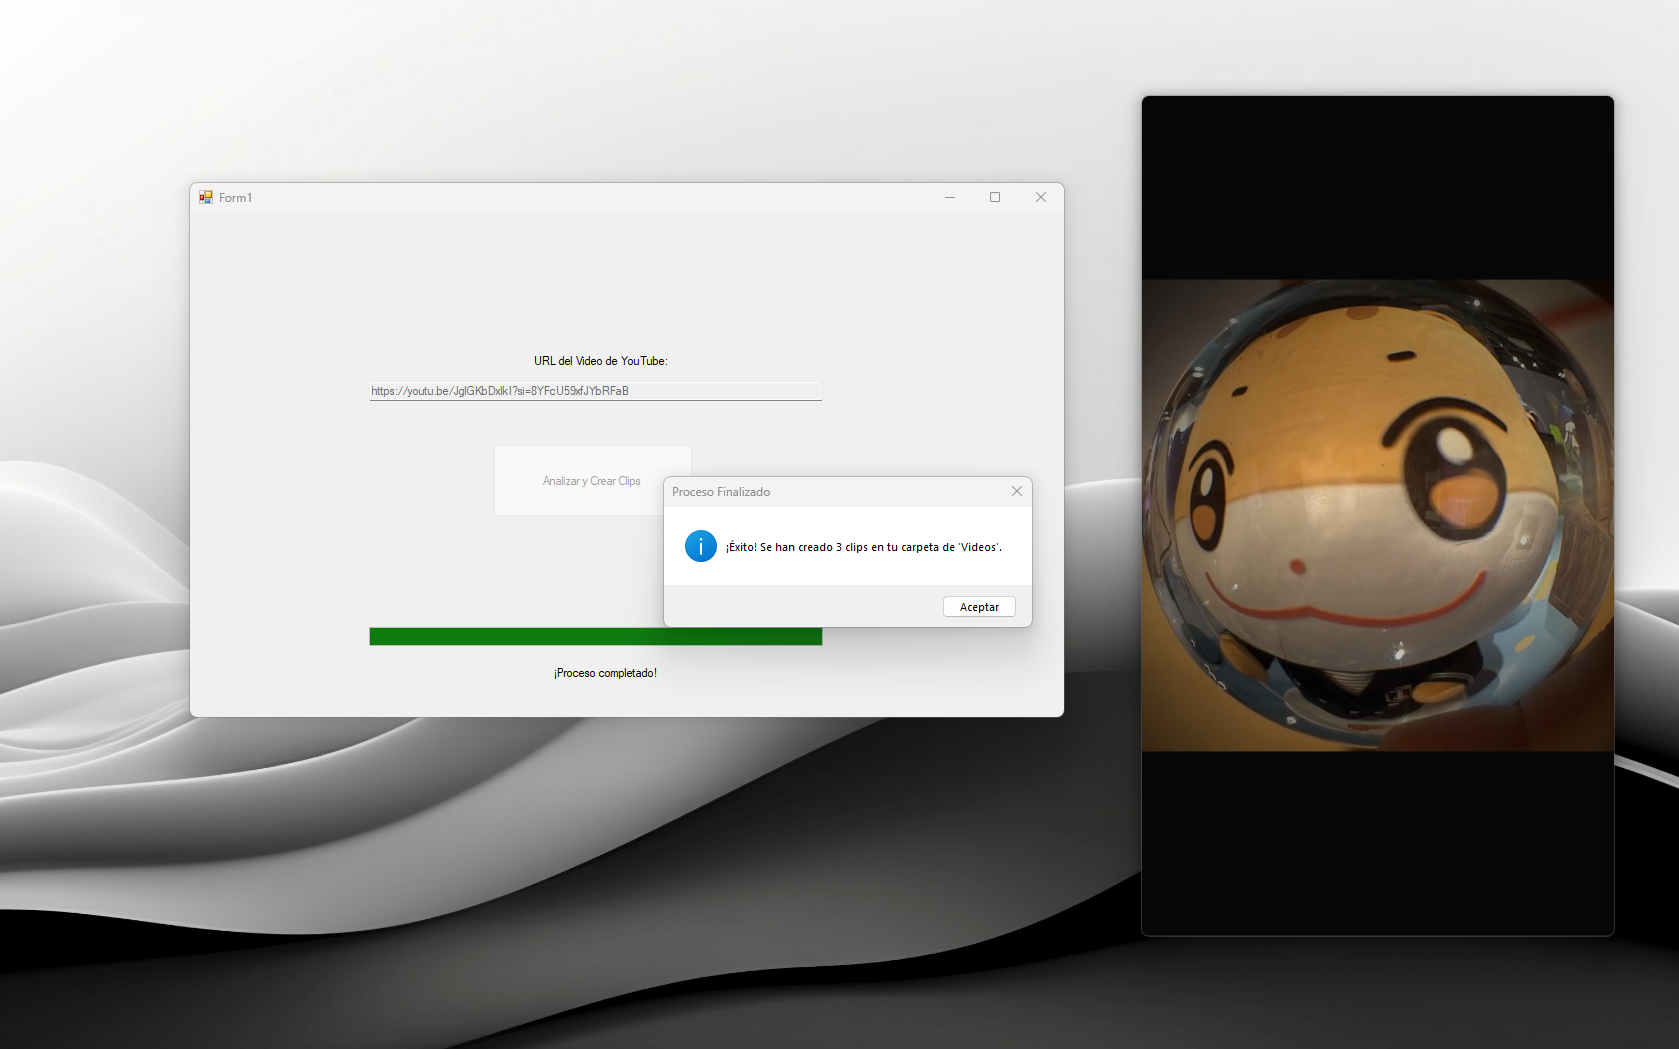 Form1
URL del Video de YouTube:
https://youtu.be/JglGKbDxlkI?si=8YFcU59xfJYbRFaB
Analizar y Crear Clips
Proceso Finalizado
¡Éxito! Se han creado 3 clips en tu carpeta de 'Videos'.
Aceptar
¡Proceso completado!